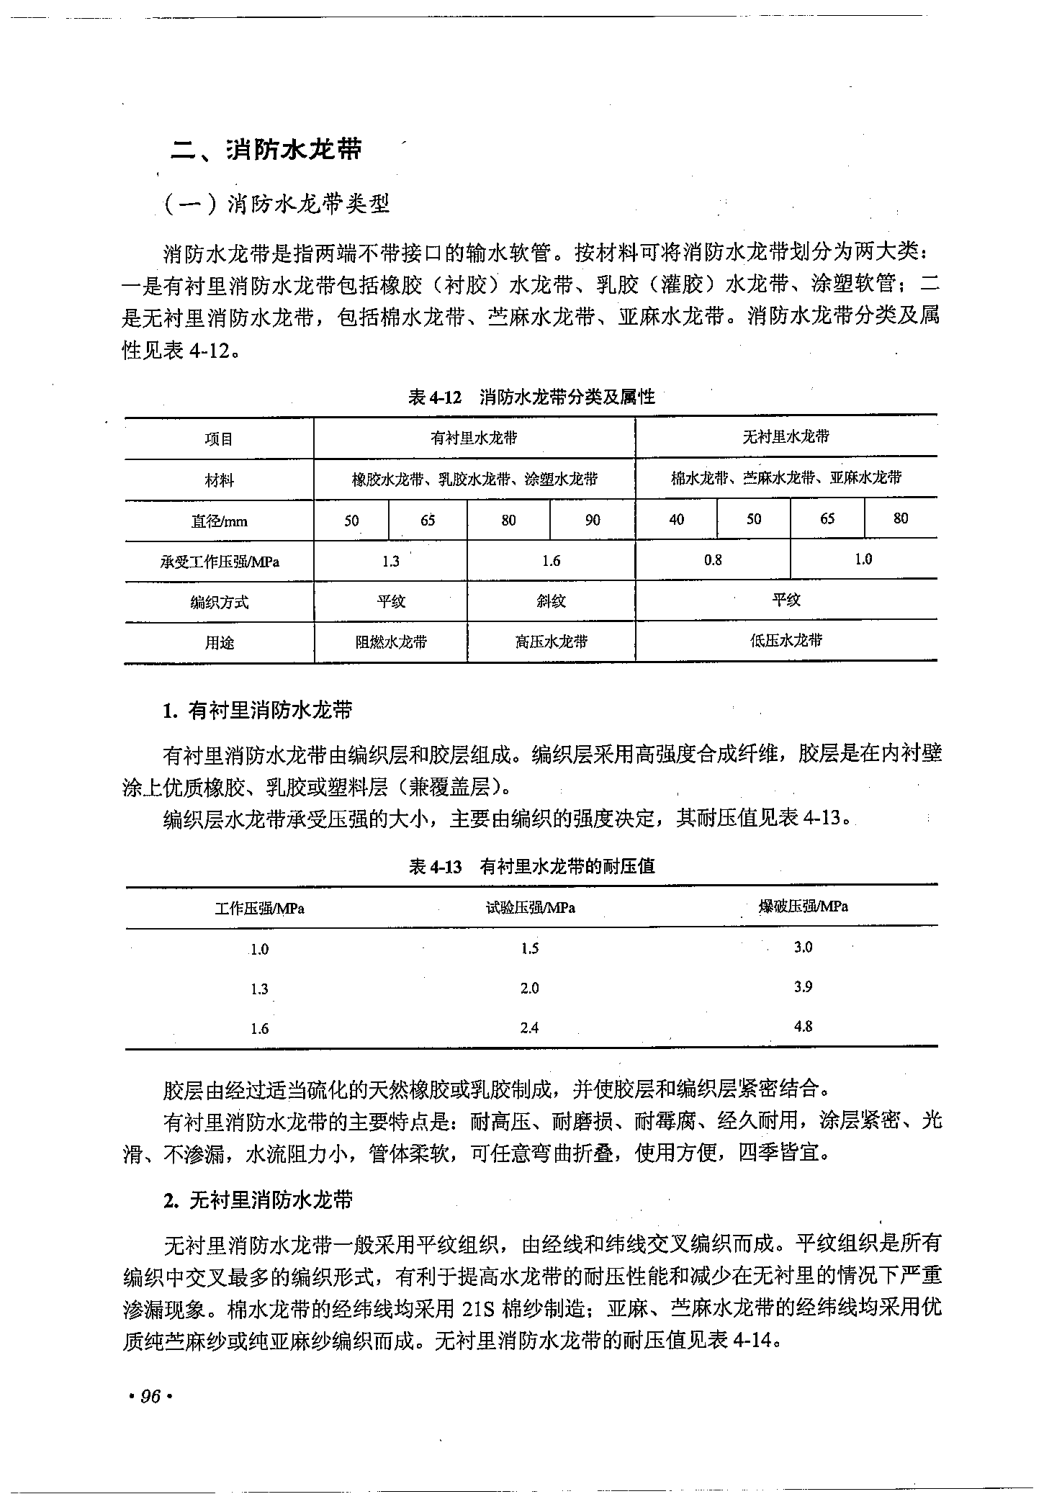 二、消防水龙带
（一）消防水龙带类型
消防水龙带是指两端不带接口的输水软管。按材料可将消防水龙带划分为两大类：
一是有衬里消防水龙带包括橡胶（衬胶）水龙带、乳胶（灌胶）水龙带、涂塑软管；二
是无衬里消防水龙带，包括棉水龙带、苎麻水龙带、亚麻水龙带。消防水龙带分类及属
性见表 4-12。
表 4-12 消防水龙带分类及属性
项目 有衬里水龙带 无衬里水龙带
材料 橡胶水龙带、乳胶水龙带、涂塑水龙带 棉水龙带、苎麻水龙带、亚麻水龙带
直径/mm 50 65 80 90 40 50 65 80
承受工作压强/MPa 1.3 1.6 0.8 1.0
编织方式 平纹 斜纹 平纹
用途 阻燃水龙带 高压水龙带 低压水龙带
1. 有衬里消防水龙带
有衬里消防水龙带由编织层和胶层组成。编织层采用高强度合成纤维，胶层是在内衬壁
涂上优质橡胶、乳胶或塑料层（兼覆盖层）。
编织层水龙带承受压强的大小，主要由编织的强度决定，其耐压值见表 4-13。
表 4-13 有衬里水龙带的耐压值
工作压强/MPa 试验压强/MPa 爆破压强/MPa
1.0 1.5 3.0
1.3 2.0 3.9
1.6 2.4 4.8
胶层由经过适当硫化的天然橡胶或乳胶制成，并使胶层和编织层紧密结合。
有衬里消防水龙带的主要特点是：耐高压、耐磨损、耐霉腐、经久耐用，涂层紧密、光
滑、不渗漏，水流阻力小，管体柔软，可任意弯曲折叠，使用方便，四季皆宜。
2. 无衬里消防水龙带
无衬里消防水龙带一般采用平纹组织，由经线和纬线交叉编织而成。平纹组织是所有
编织中交叉最多的编织形式，有利于提高水龙带的耐压性能和减少在无衬里的情况下严重
渗漏现象。棉水龙带的经纬线均采用 21S 棉纱制造；亚麻、苎麻水龙带的经纬线均采用优
质纯苎麻纱或纯亚麻纱编织而成。无衬里消防水龙带的耐压值见表 4-14。
·96·